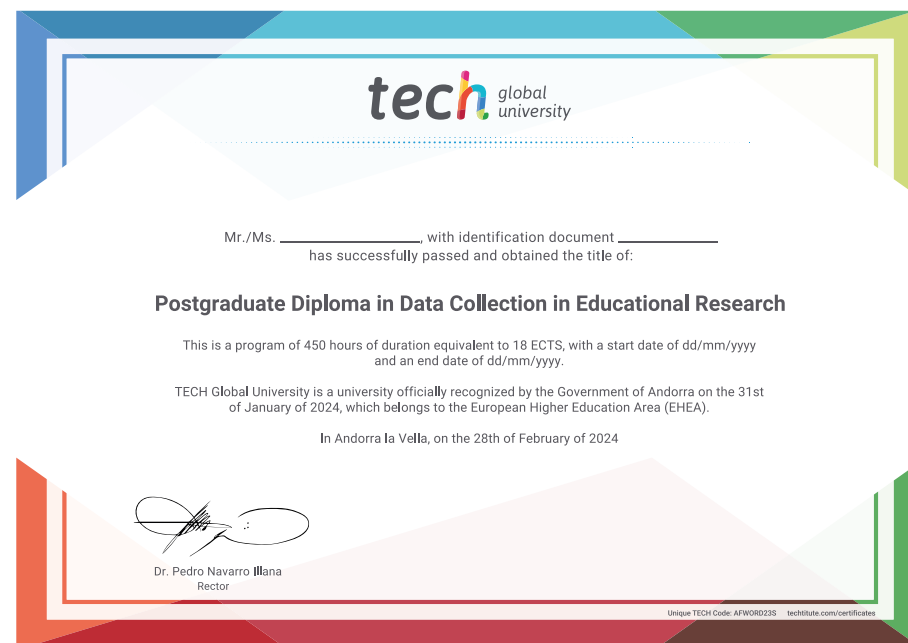 tech global university
Mr./Ms. ____________, with identification document ____________
has successfully passed and obtained the title of:
Postgraduate Diploma in Data Collection in Educational Research
This is a program of 450 hours of duration equivalent to 18 ECTS, with a start date of dd/mm/yyyy
and an end date of dd/mm/yyyy.
TECH Global University is a university officially recognized by the Government of Andorra on the 31st
of January of 2024, which belongs to the European Higher Education Area (EHEA).
In Andorra la Vella, on the 28th of February of 2024
Dr. Pedro Navarro Illana
Rector
Unique TECH Code: AFWORD23S techtitute.com/certificates